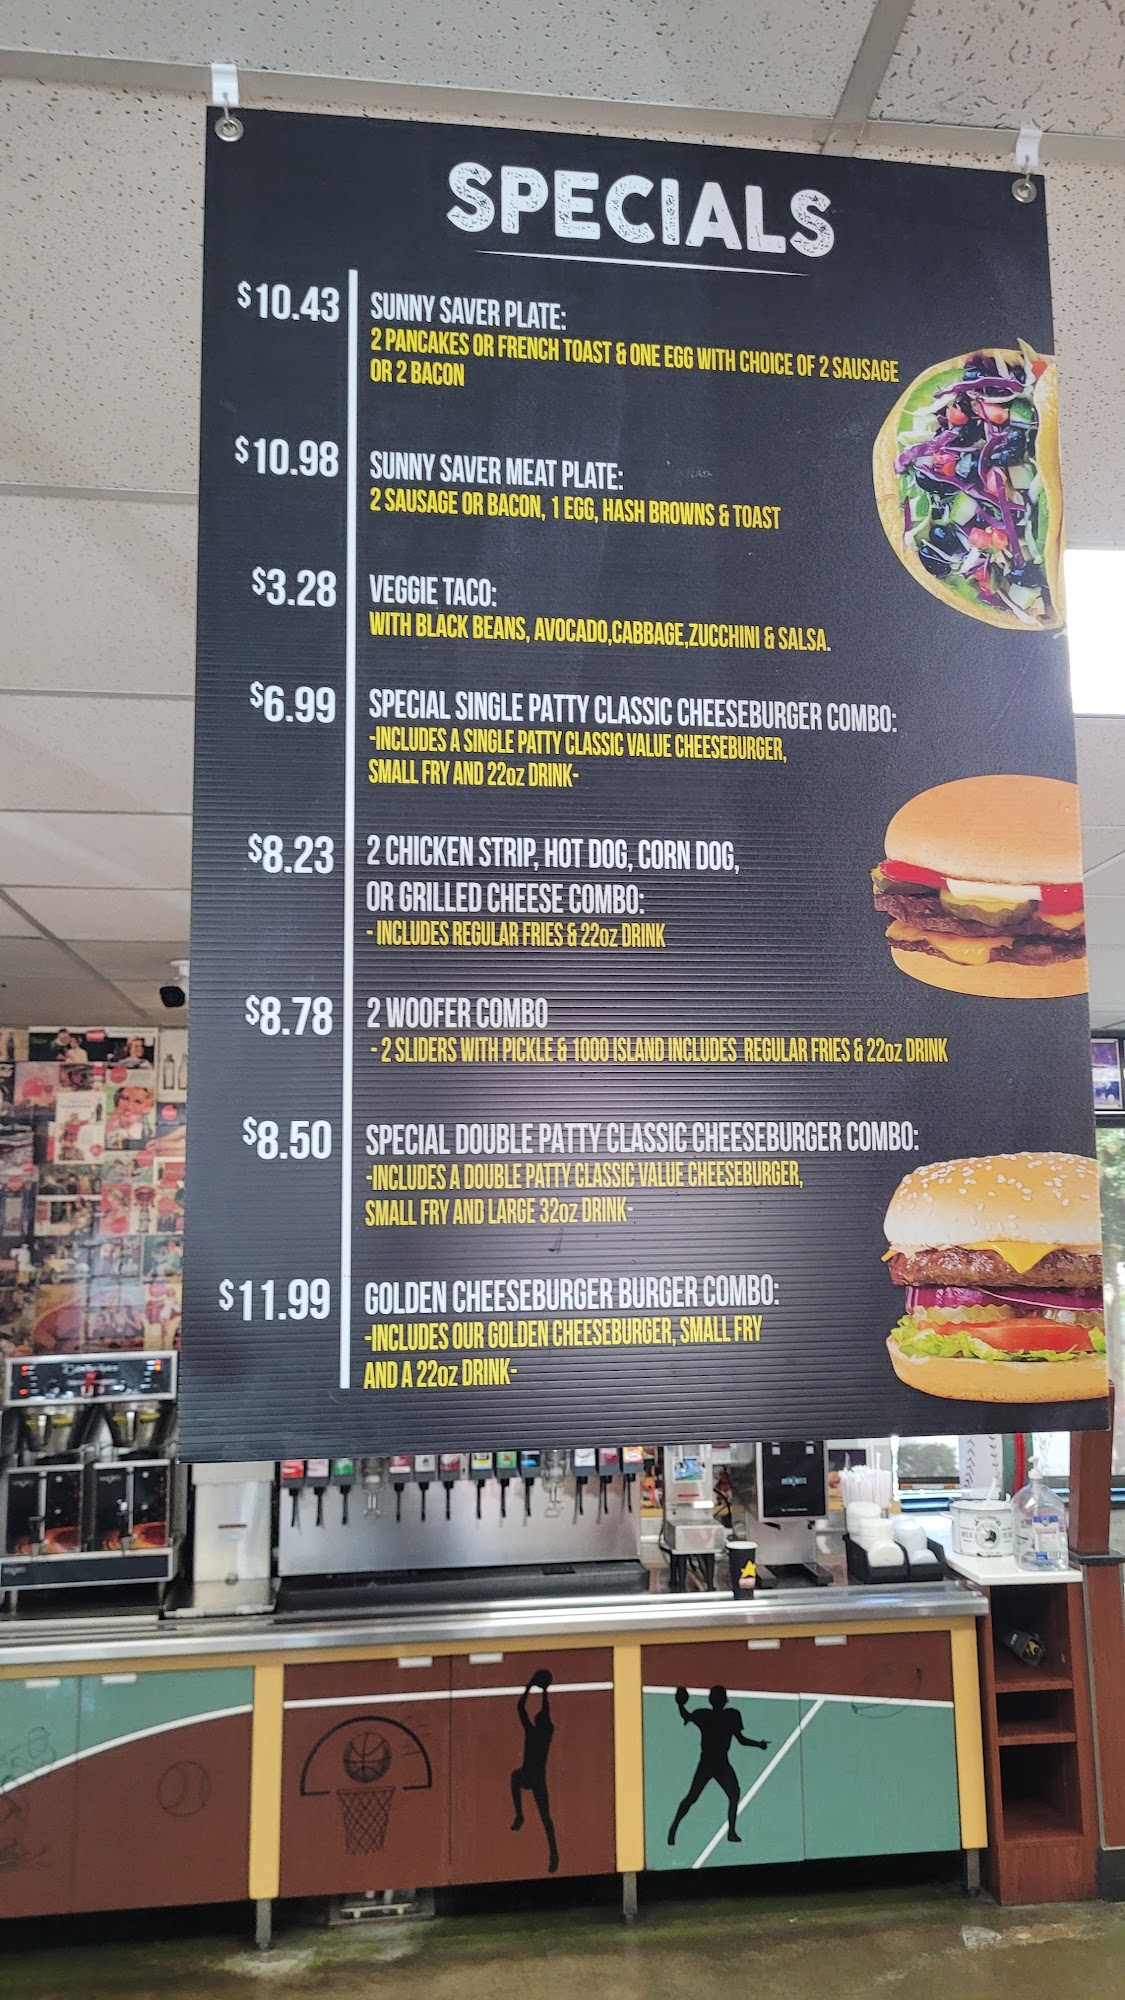 SPECIALS
$10.43 SUNNY SAVER PLATE:
2 PANCAKES OR FRENCH TOAST & ONE EGG WITH CHOICE OF 2 SAUSAGE
OR 2 BACON
$10.98 SUNNY SAVER MEAT PLATE:
2 SAUSAGE OR BACON, 1 EGG, HASH BROWNS & TOAST
$3.28 VEGGIE TACO:
WITH BLACK BEANS, AVOCADO,CABBAGE,ZUCCHINI & SALSA.
$6.99 SPECIAL SINGLE PATTY CLASSIC CHEESEBURGER COMBO:
-INCLUDES A SINGLE PATTY CLASSIC VALUE CHEESEBURGER,
SMALL FRY AND 22oz DRINK-
$8.23 2 CHICKEN STRIP, HOT DOG, CORN DOG,
OR GRILLED CHEESE COMBO:
- INCLUDES REGULAR FRIES & 22oz DRINK
$8.78 2 WOOFER COMBO
- 2 SLIDERS WITH PICKLE & 1000 ISLAND INCLUDES REGULAR FRIES & 22oz DRINK
$8.50 SPECIAL DOUBLE PATTY CLASSIC CHEESEBURGER COMBO:
-INCLUDES A DOUBLE PATTY CLASSIC VALUE CHEESEBURGER,
SMALL FRY AND LARGE 32oz DRINK-
$11.99 GOLDEN CHEESEBURGER BURGER COMBO:
-INCLUDES OUR GOLDEN CHEESEBURGER, SMALL FRY
AND A 22oz DRINK-